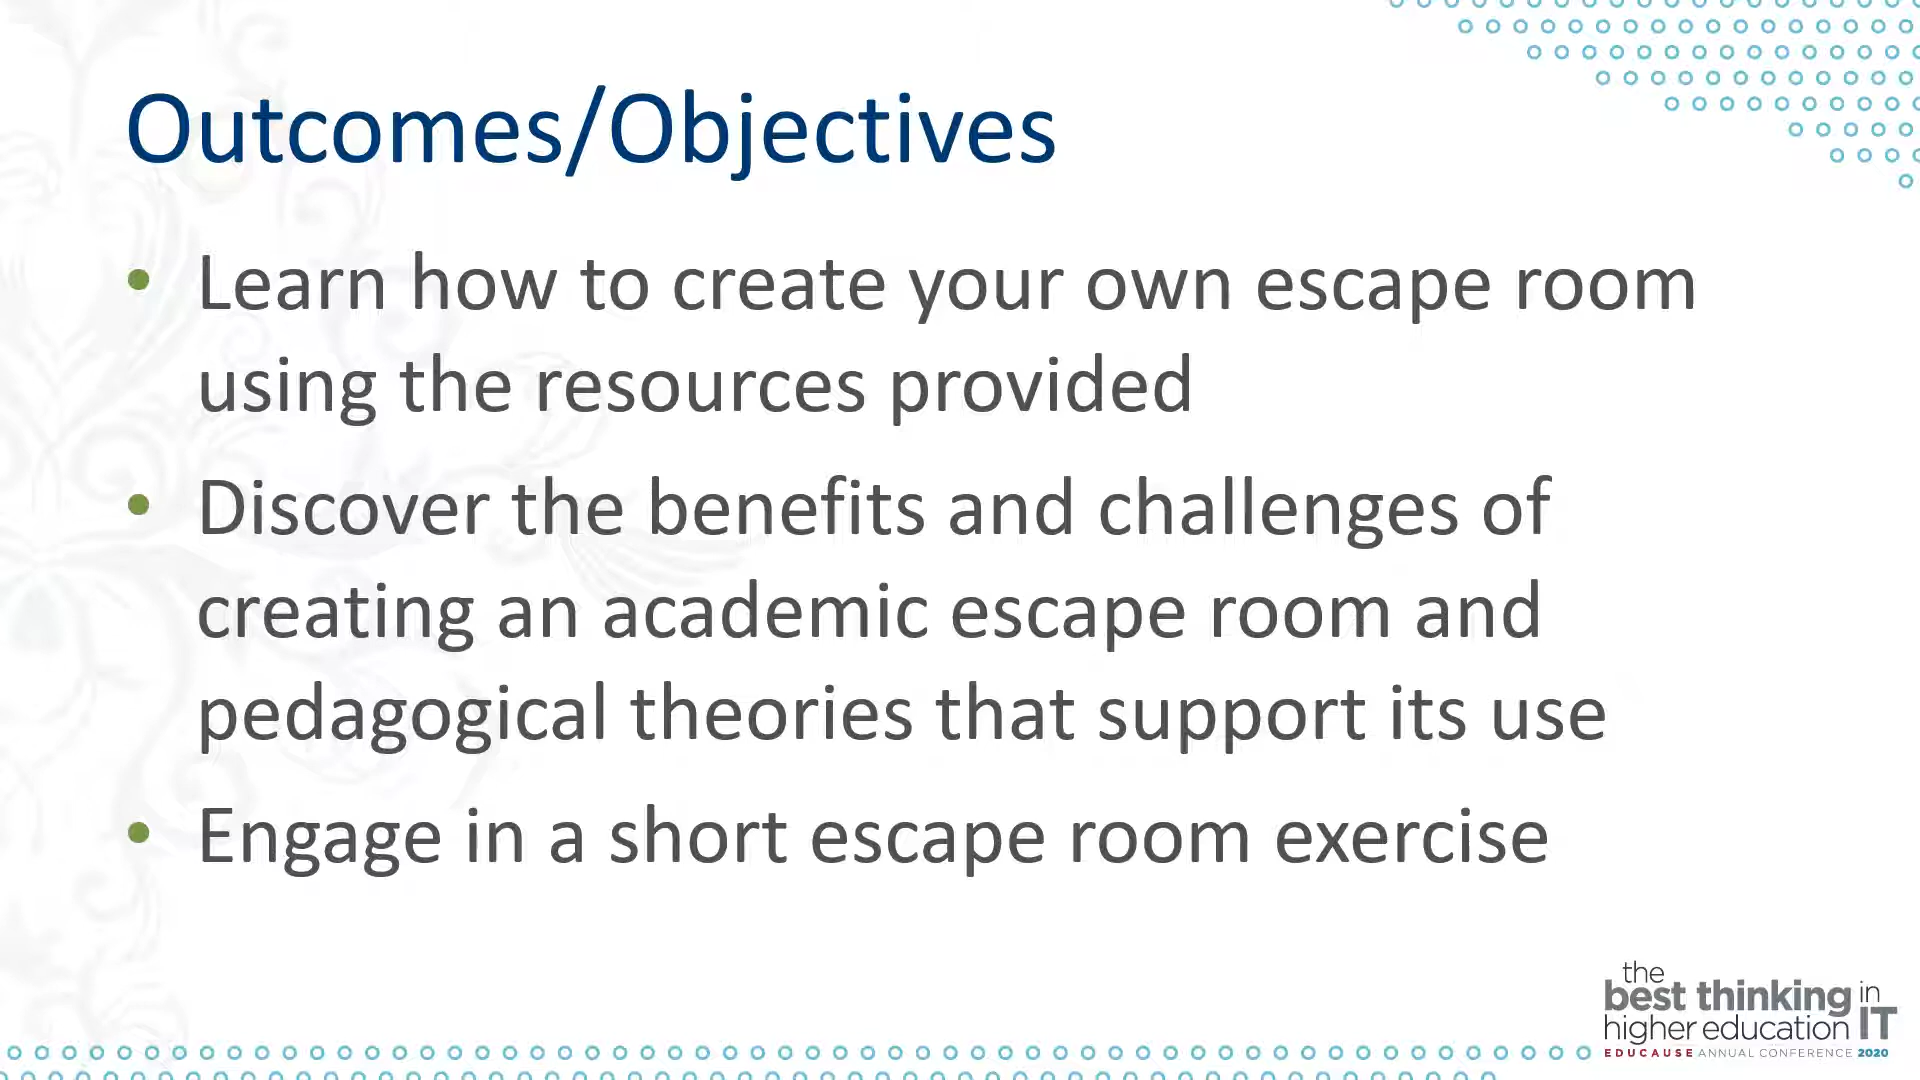 Outcomes/Objectives
• Learn how to create your own escape room
using the resources provided
• Discover the benefits and challenges of
creating an academic escape room and
pedagogical theories that support its use
• Engage in a short escape room exercise
the
best thinking in
higher education IT
EDUCAUSE ANNUAL CONFERENCE 2020